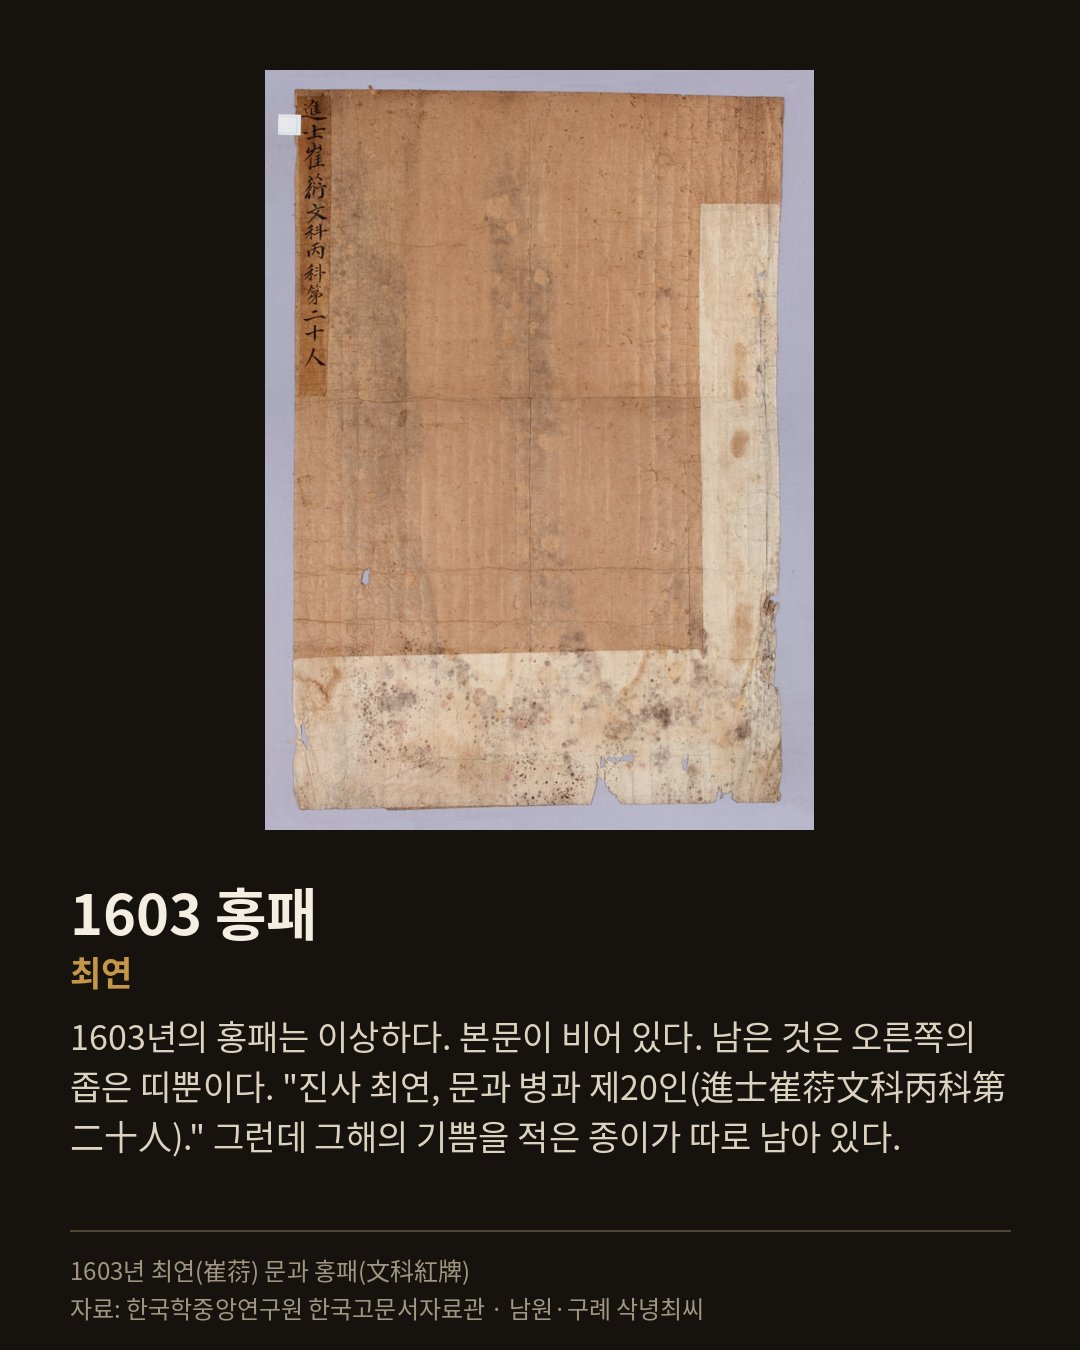 進士崔葕文科丙科第二十人
1603 홍패
최연
1603년의 홍패는 이상하다. 본문이 비어 있다. 남은 것은 오른쪽의
좁은 띠뿐이다. "진사 최연, 문과 병과 제20인(進士崔葕文科丙科第
二十人)." 그런데 그해의 기쁨을 적은 종이가 따로 남아 있다.
1603년 최연(崔葕) 문과 홍패(文科紅牌)
자료: 한국학중앙연구원 한국고문서자료관 · 남원·구례 삭녕최씨